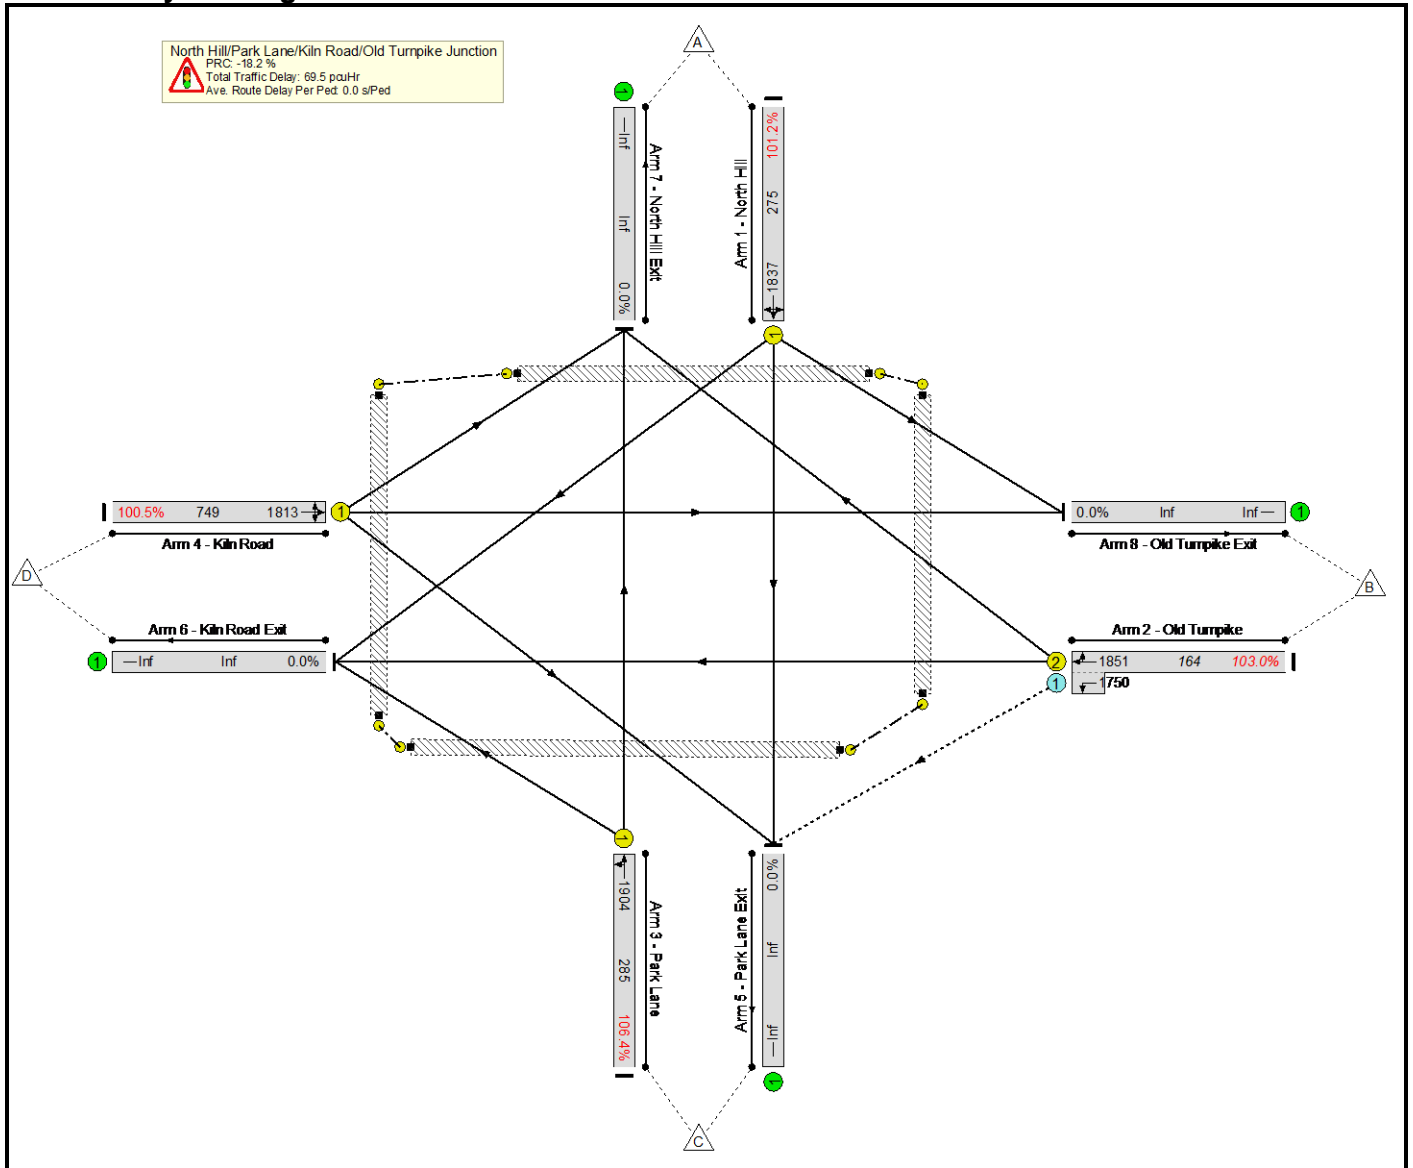 North Hill/Park Lane/Kiln Road/Old Turnpike Junction
PRC: -18.2 %
Total Traffic Delay: 69.5 pcuHr
Ave. Route Delay Per Ped: 0.0 s/Ped
A
1
Inf
Inf
0.0%
Arm 7 - North Hill Exit
Arm 1 - North Hill
101.2%
275
1837
1
100.5% 749 1813
1
Arm 4 - Kiln Road
D
Arm 6 - Kiln Road Exit
1
Inf Inf 0.0%
0.0% Inf Inf
1
Arm 8 - Old Turnpike Exit
B
Arm 2 - Old Turnpike
2
1851 164 103.0%
1
1750
1
1904
285
106.4%
Arm 3 - Park Lane
Arm 5 - Park Lane Exit
0.0%
Inf
Inf
1
C